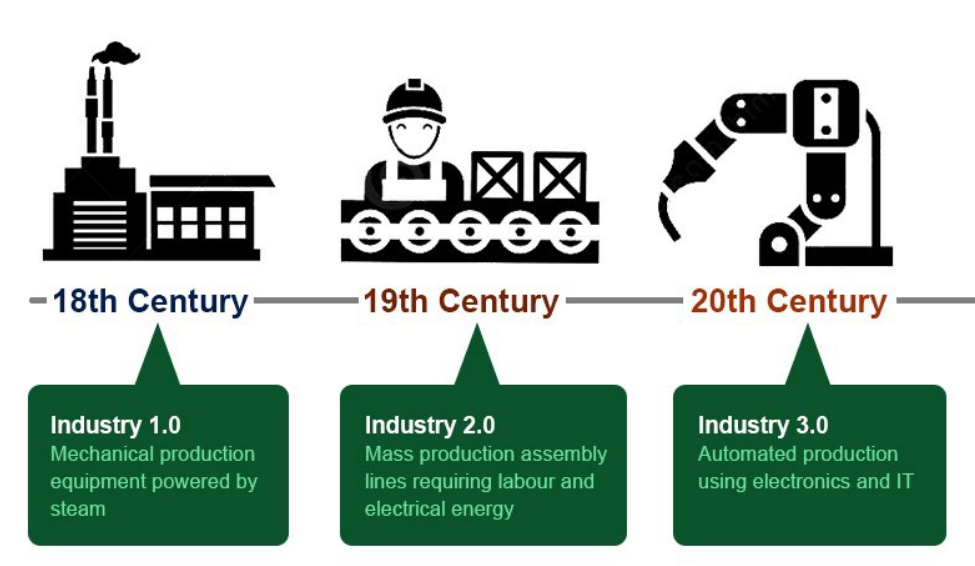 18th Century
19th Century
20th Century
Industry 1.0
Mechanical production
equipment powered by
steam
Industry 2.0
Mass production assembly
lines requiring labour and
electrical energy
Industry 3.0
Automated production
using electronics and IT